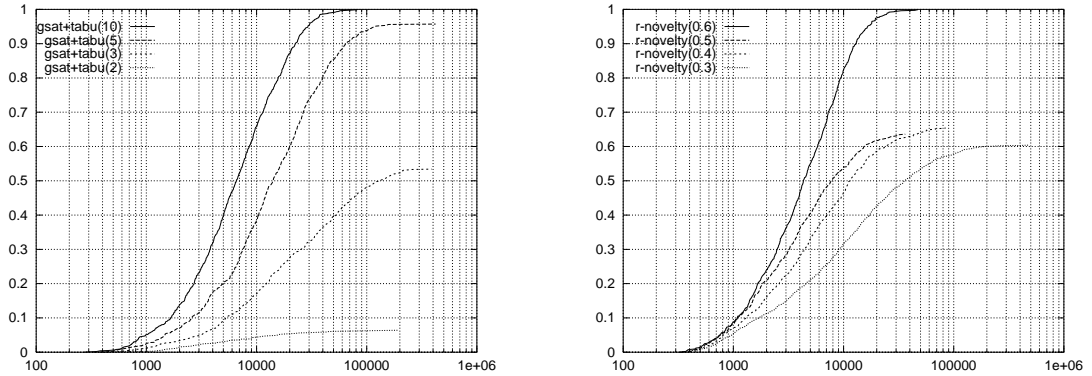 1
gsat+tabu(10)
0.9
gsat+tabu(5)
gsat+tabu(3)
0.8
gsat+tabu(2)
0.7
0.6
0.5
0.4
0.3
0.2
0.1
0
100 1000 10000 100000 1e+06
1
r-novelty(0.6)
0.9
r-novelty(0.5)
r-novelty(0.4)
0.8
r-novelty(0.3)
0.7
0.6
0.5
0.4
0.3
0.2
0.1
0
100 1000 10000 100000 1e+06